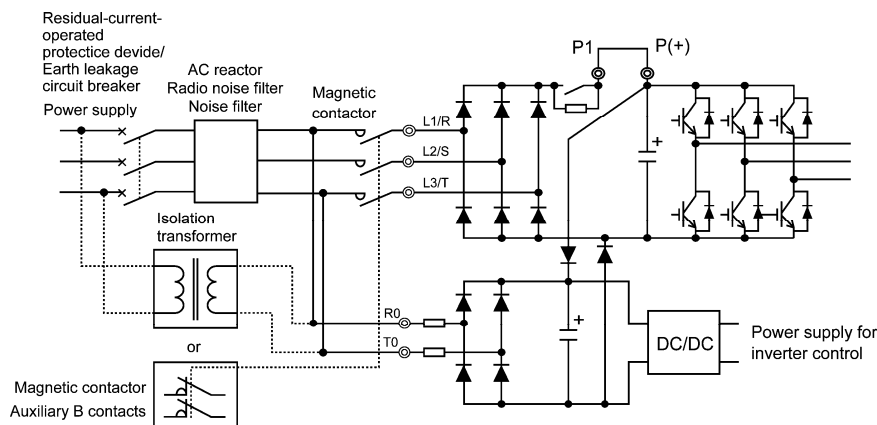 Residual-current-
operated
protectice devide/
Earth leakage
circuit breaker
Power supply
AC reactor
Radio noise filter
Noise filter
Magnetic
contactor
L1/R
L2/S
L3/T
P1
P(+)
+
Isolation
transformer
or
Magnetic contactor
Auxiliary B contacts
R0
T0
+
DC/DC
Power supply for
inverter control